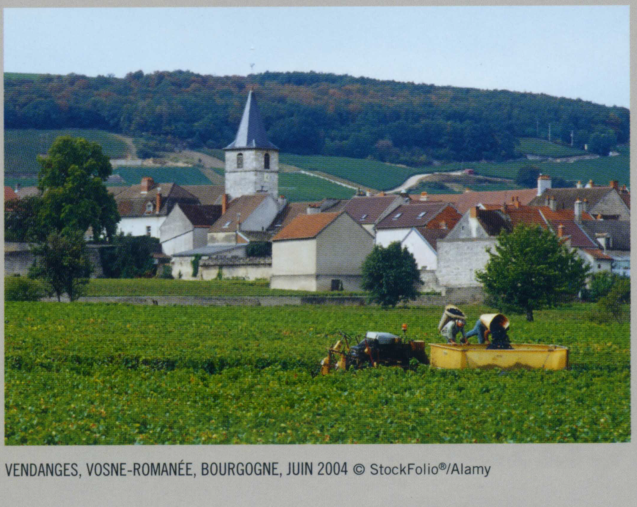 VENDANGES, VOSNE-ROMANÉE, BOURGOGNE, JUIN 2004 © StockFolio®/Alamy